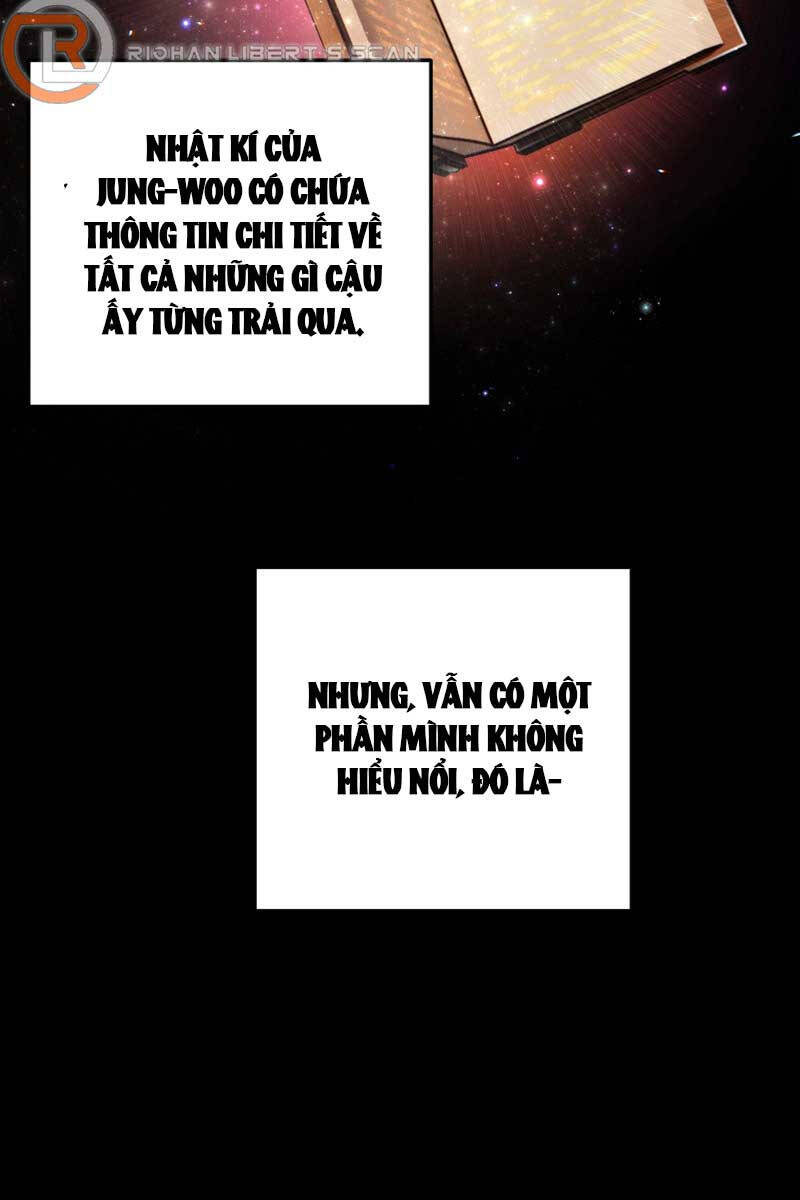 RIOHAN LIBERT S'SCAN
NHẬT KÍ CỦA
JUNG-WOO CÓ CHỨA
THÔNG TIN CHI TIẾT VỀ
TẤT CẢ NHỮNG GÌ CẬU
ẤY TỪNG TRẢI QUA.
NHƯNG, VẪN CÓ MỘT
PHẦN MÌNH KHÔNG
HIỂU NỔI, ĐÓ LÀ-